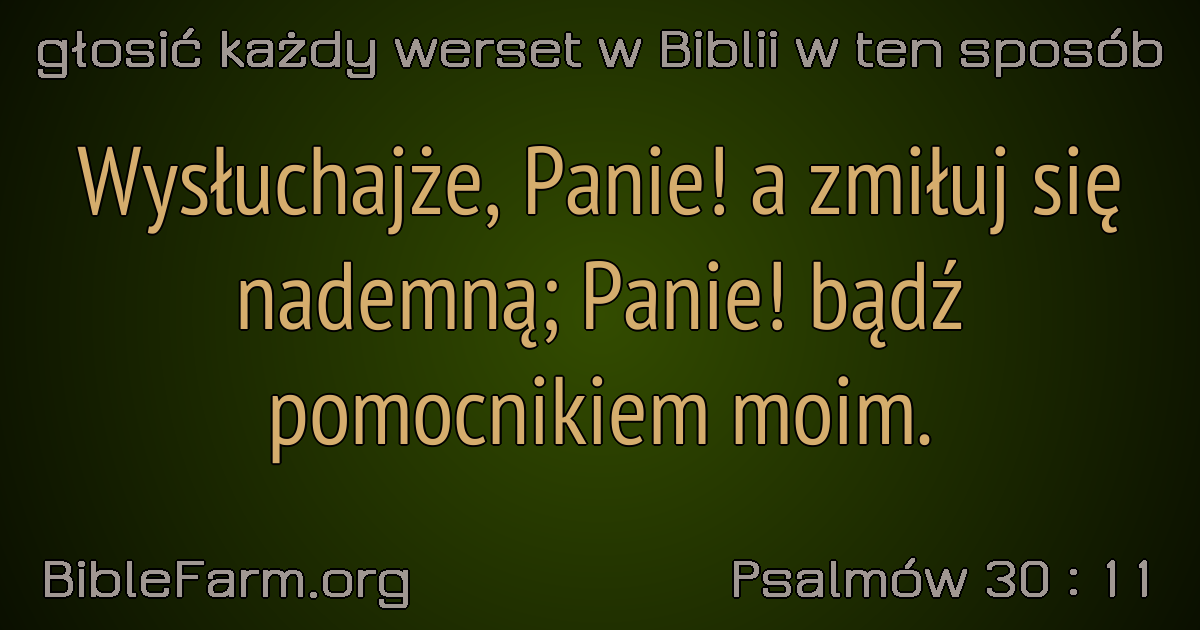 głosić każdy werset w Biblii w ten sposób
Wysłuchajże, Panie! a zmiłuj się
nademną; Panie! bądź
pomocnikiem moim.
BibleFarm.org
Psalmów 30 : 11